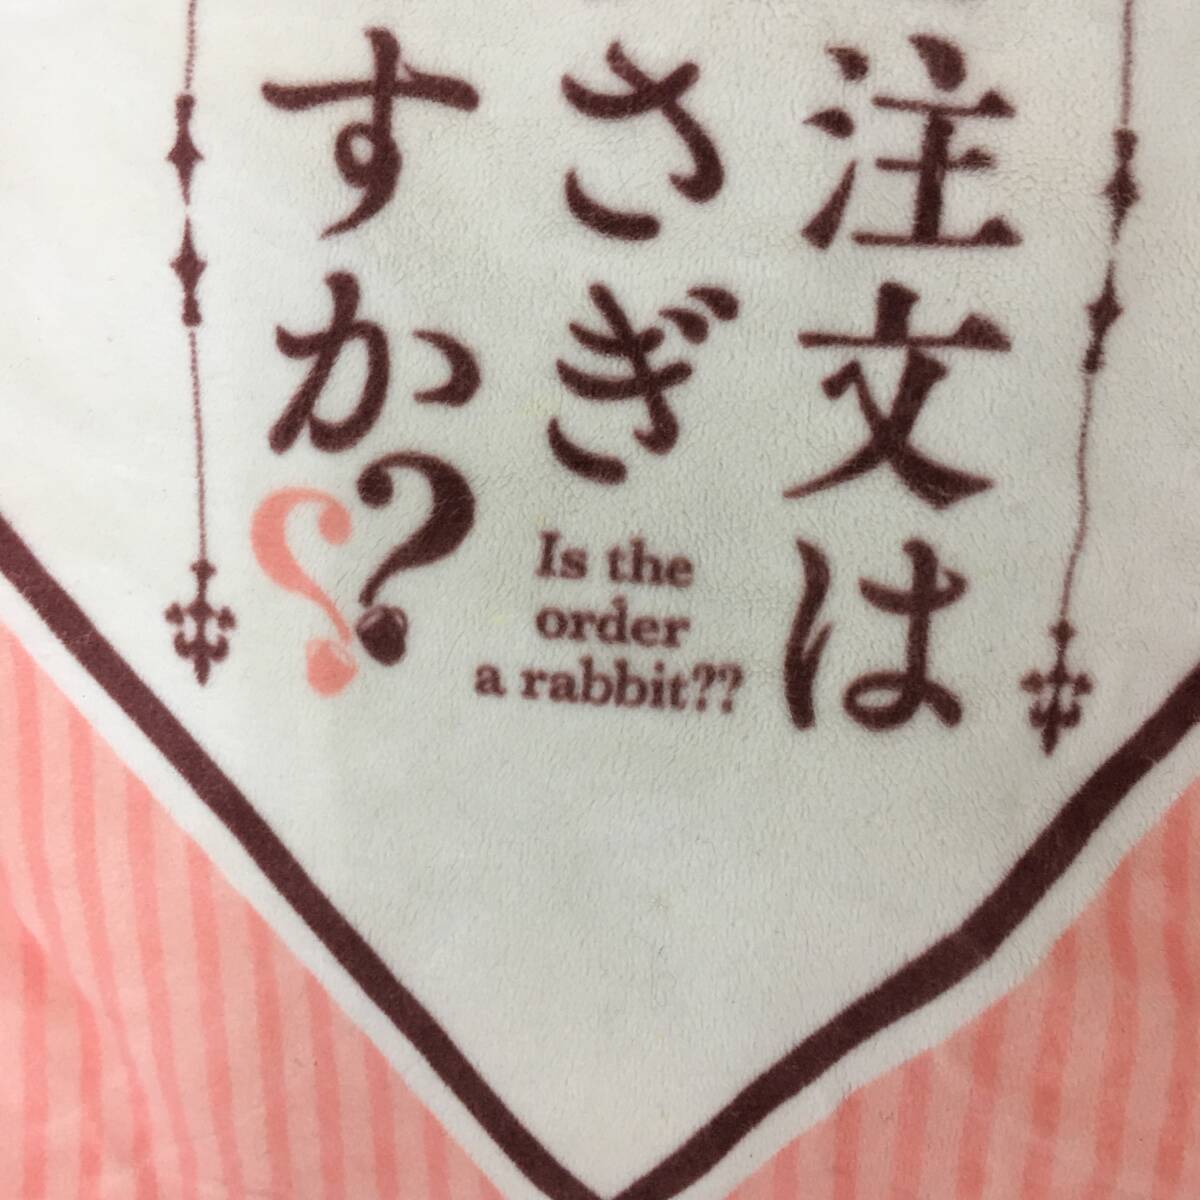 注文は
さぎ
すか??
Is the
order
a rabbit??